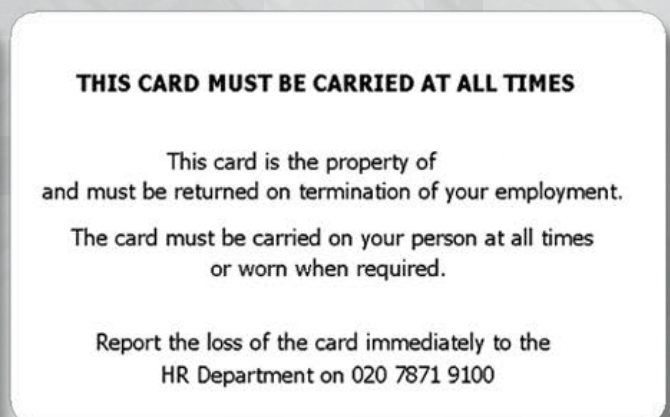 THIS CARD MUST BE CARRIED AT ALL TIMES
This card is the property of
and must be returned on termination of your employment.
The card must be carried on your person at all times
or worn when required.
Report the loss of the card immediately to the
HR Department on 020 7871 9100